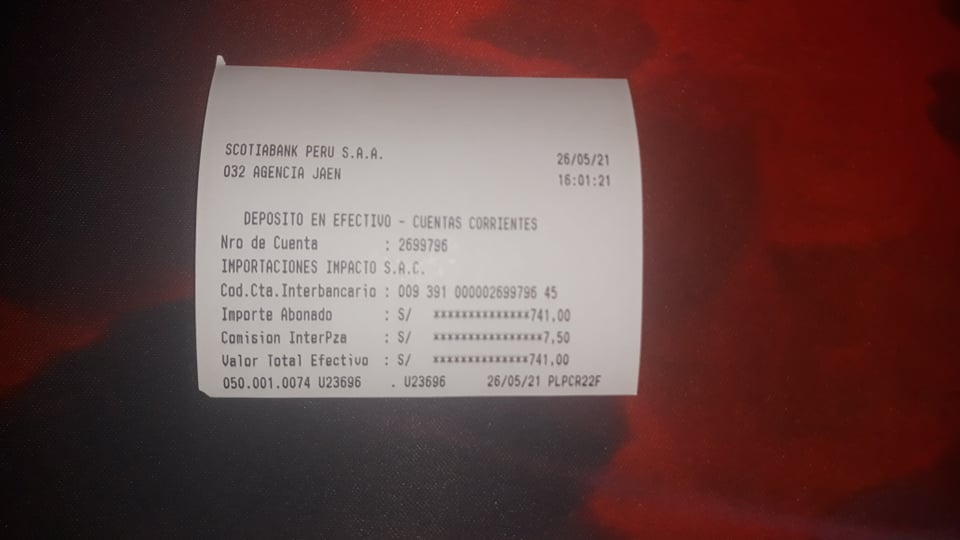 SCOTIABANK PERU S.A.A. 26/05/21
032 AGENCIA JAEN 16:01:21
DEPOSITO EN EFECTIVO - CUENTAS CORRIENTES
Nro de Cuenta : 2699796
IMPORTACIONES IMPACTO S.A.C.
Cod.Cta.Interbancario : 009 391 000002699796 45
Importe Abonado : S/ xxxxxxxxxxxxxxx741.00
Comision InterPza : S/ xxxxxxxxxxxxxxxxx7.50
Valor Total Efectivo : S/ xxxxxxxxxxxxxxx741.00
050.001.0074 U23696 . U23696 26/05/21 PLPCR22F